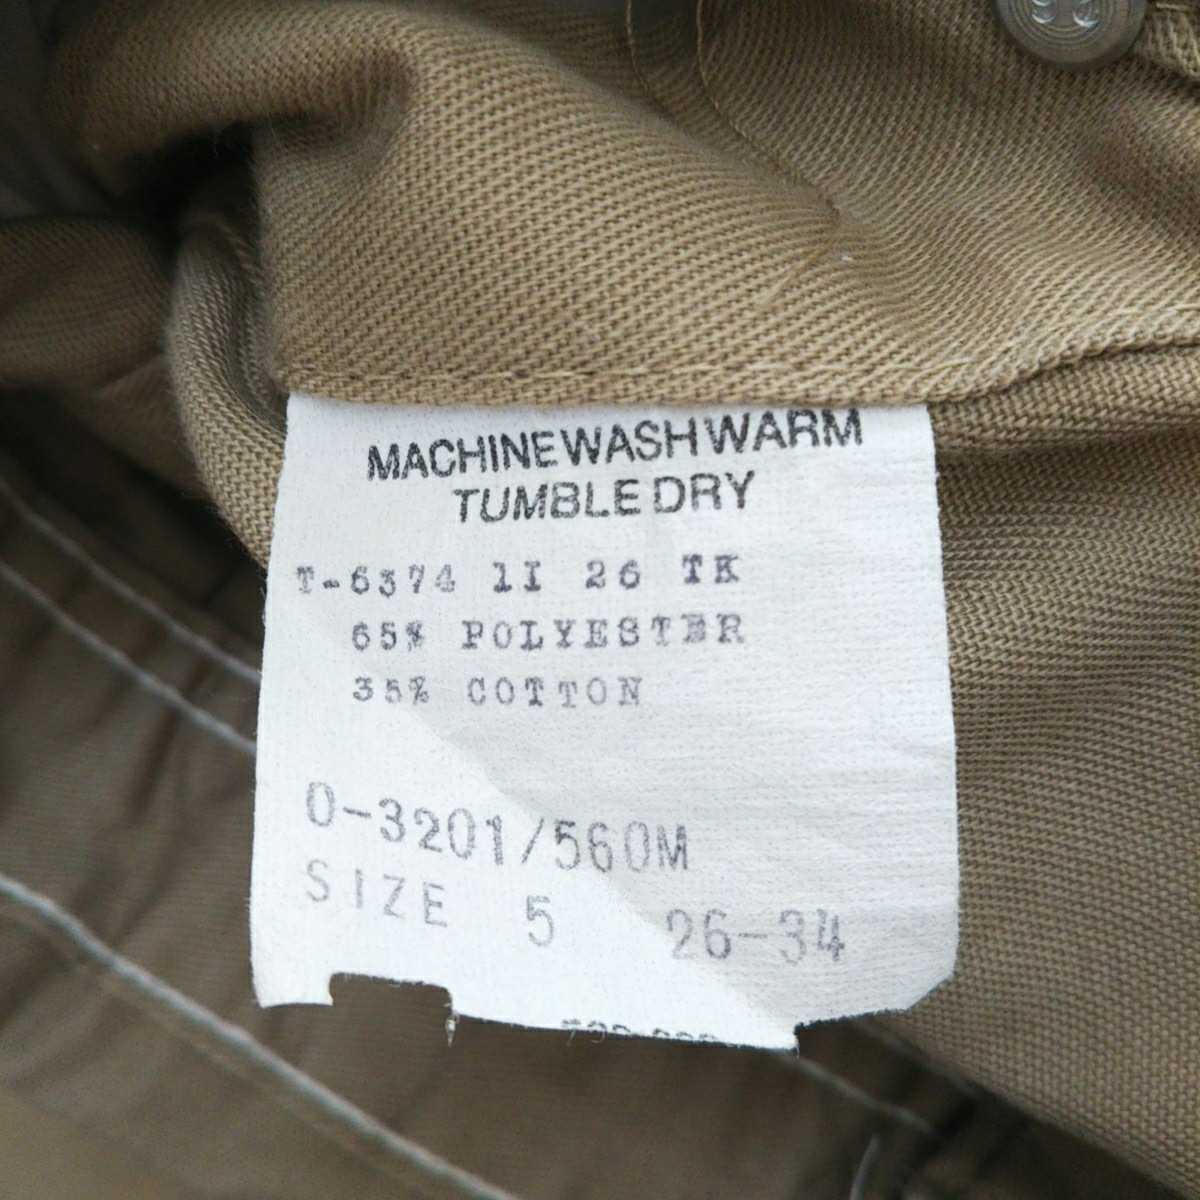 MACHINE WASH WARM
TUMBLE DRY
T-6374 1I 26 TK
65% POLYESTER
35% COTTON
0-3201/560M
SIZE 5 26-34